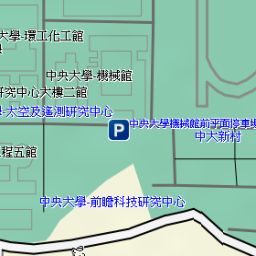 大學-環工化工館
中央大學-機械館
研究中心大樓二館
學-太空及遙測研究中心
P
中央大學機械館前平面停車場
中大新村
程五館
中央大學-前瞻科技研究中心